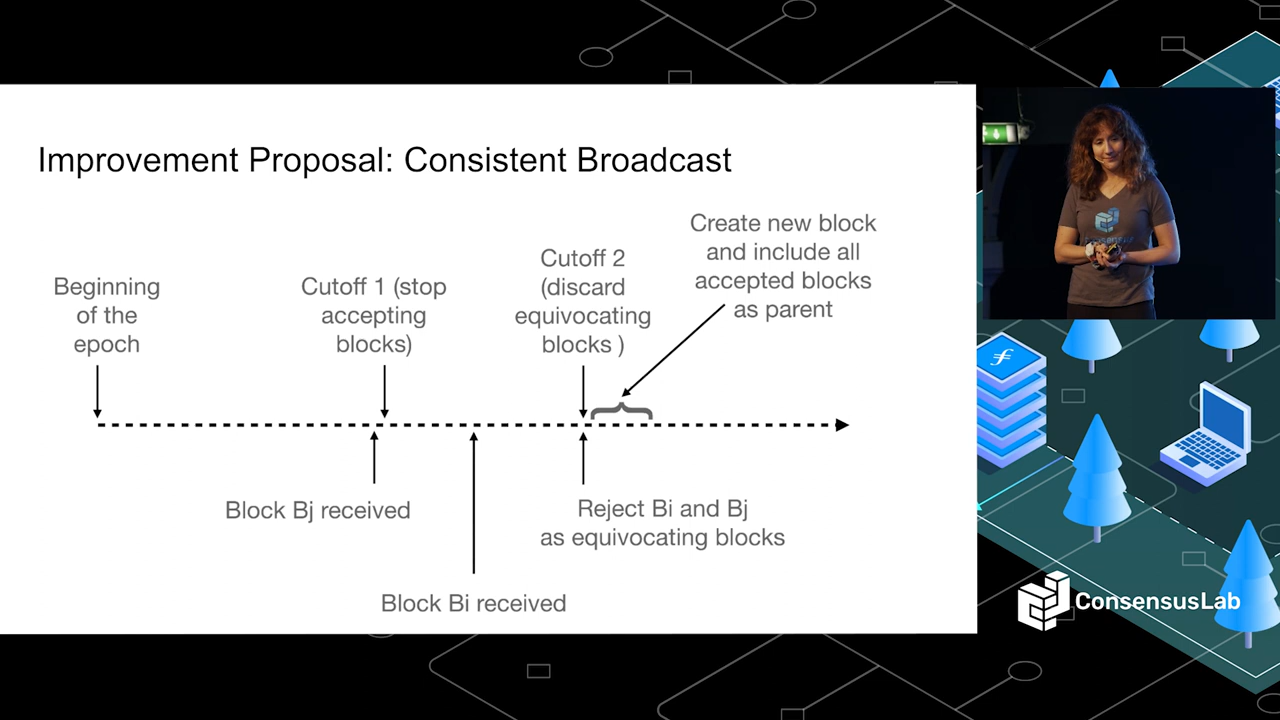 Improvement Proposal: Consistent Broadcast
Beginning
of the
epoch
Cutoff 1 (stop
accepting
blocks)
Cutoff 2
(discard
equivocating
blocks )
Create new block
and include all
accepted blocks
as parent
Block Bj received
Block Bi received
Reject Bi and Bj
as equivocating blocks
ConsensusLab